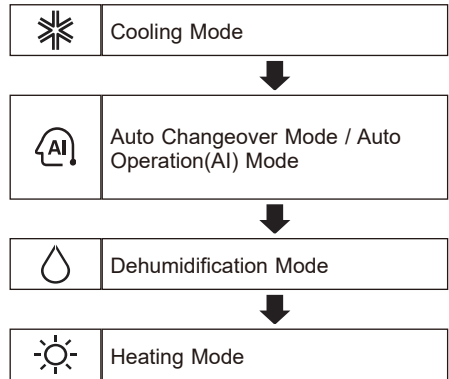 Cooling Mode
AI
Auto Changeover Mode / Auto
Operation(AI) Mode
Dehumidification Mode
Heating Mode